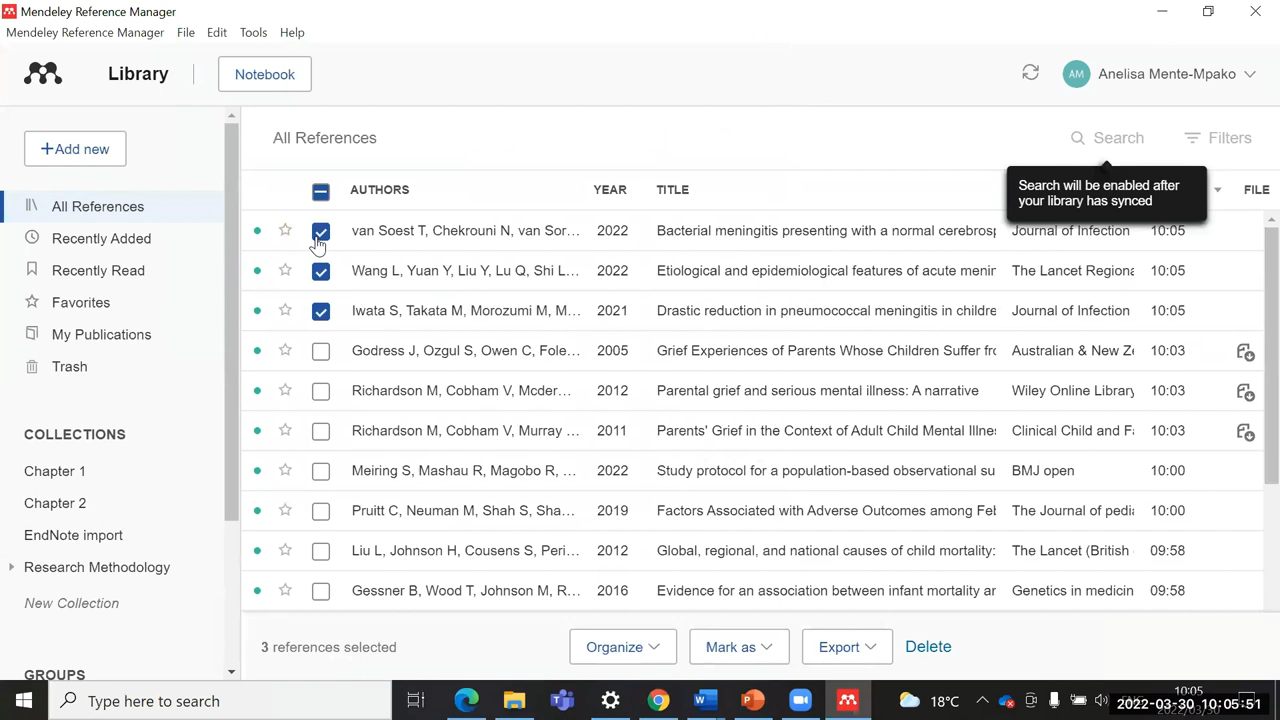 Mendeley Reference Manager
Mendeley Reference Manager File Edit Tools Help
Library Notebook AM Anelisa Mente-Mpako
+Add new
All References
Recently Added
Recently Read
Favorites
My Publications
Trash
COLLECTIONS
Chapter 1
Chapter 2
EndNote import
Research Methodology
New Collection
GROUPS
All References Search Filters
Search will be enabled after
your library has synced
AUTHORS YEAR TITLE FILE
van Soest T, Chekrouni N, van Sor... 2022 Bacterial meningitis presenting with a normal cerebrosp Journal of Infection 10:05
Wang L, Yuan Y, Liu Y, Lu Q, Shi L... 2022 Etiological and epidemiological features of acute menin The Lancet Regiona 10:05
Iwata S, Takata M, Morozumi M, M... 2021 Drastic reduction in pneumococcal meningitis in childre Journal of Infection 10:05
Godress J, Ozgul S, Owen C, Fole... 2005 Grief Experiences of Parents Whose Children Suffer fr Australian & New Z 10:03
Richardson M, Cobham V, Mcder... 2012 Parental grief and serious mental illness: A narrative Wiley Online Library 10:03
Richardson M, Cobham V, Murray ... 2011 Parents' Grief in the Context of Adult Child Mental Illne Clinical Child and F 10:03
Meiring S, Mashau R, Magobo R, ... 2022 Study protocol for a population-based observational su BMJ open 10:00
Pruitt C, Neuman M, Shah S, Sha... 2019 Factors Associated with Adverse Outcomes among Fel The Journal of pedi 10:00
Liu L, Johnson H, Cousens S, Peri... 2012 Global, regional, and national causes of child mortality: The Lancet (British 09:58
Gessner B, Wood T, Johnson M, R... 2016 Evidence for an association between infant mortality ar Genetics in medicin 09:58
3 references selected Organize Mark as Export Delete
Type here to search 18°C ENG 10:05
2022/03/30
2022-03-30 10:05:51